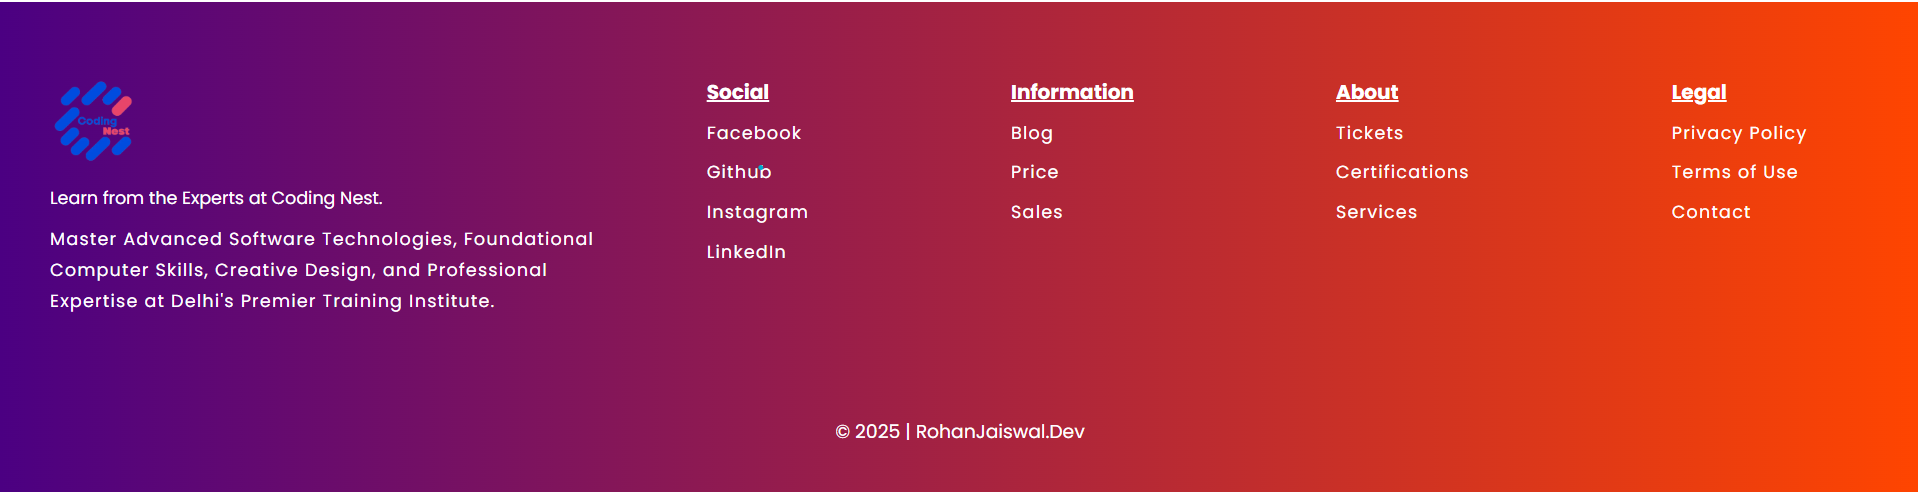 Coding
Nest
Learn from the Experts at Coding Nest.
Master Advanced Software Technologies, Foundational
Computer Skills, Creative Design, and Professional
Expertise at Delhi's Premier Training Institute.
Social
Facebook
Github
Instagram
LinkedIn
Information
Blog
Price
Sales
About
Tickets
Certifications
Services
Legal
Privacy Policy
Terms of Use
Contact
© 2025 | RohanJaiswal.Dev